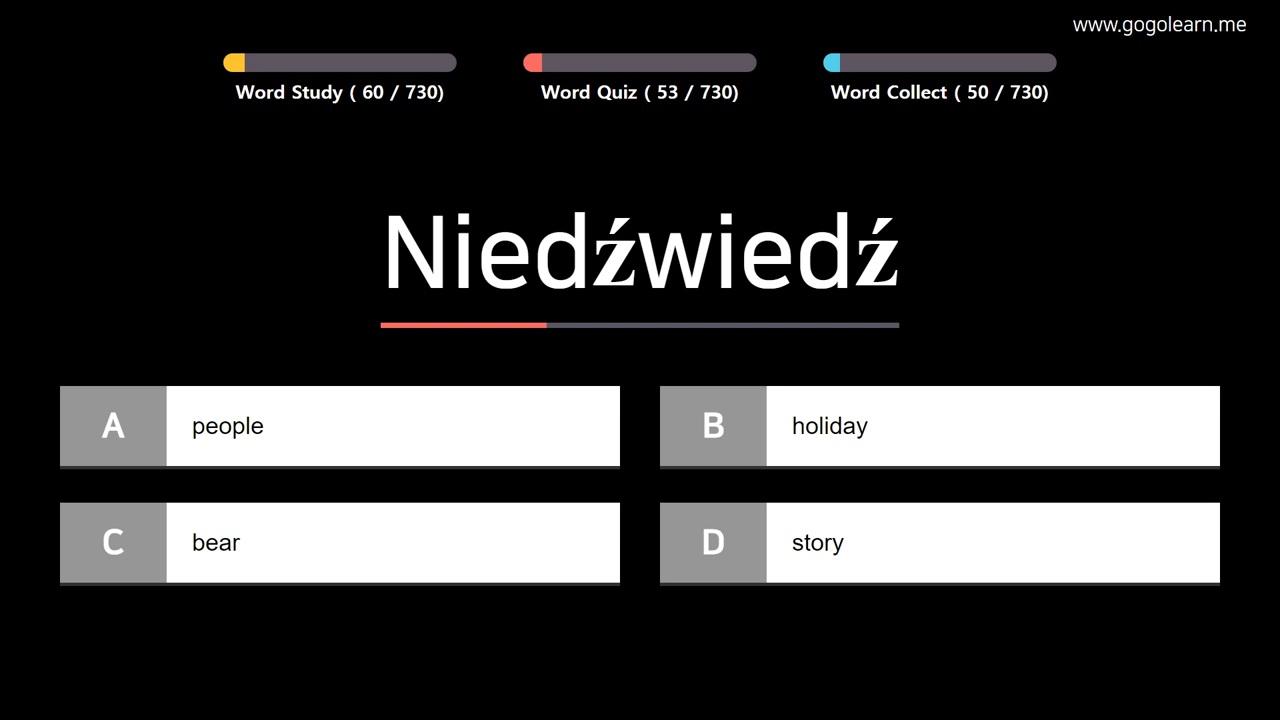 www.gogolearn.me
Word Study ( 60 / 730)
Word Quiz ( 53 / 730)
Word Collect ( 50 / 730)
Niedźwiedź
A people
B holiday
C bear
D story